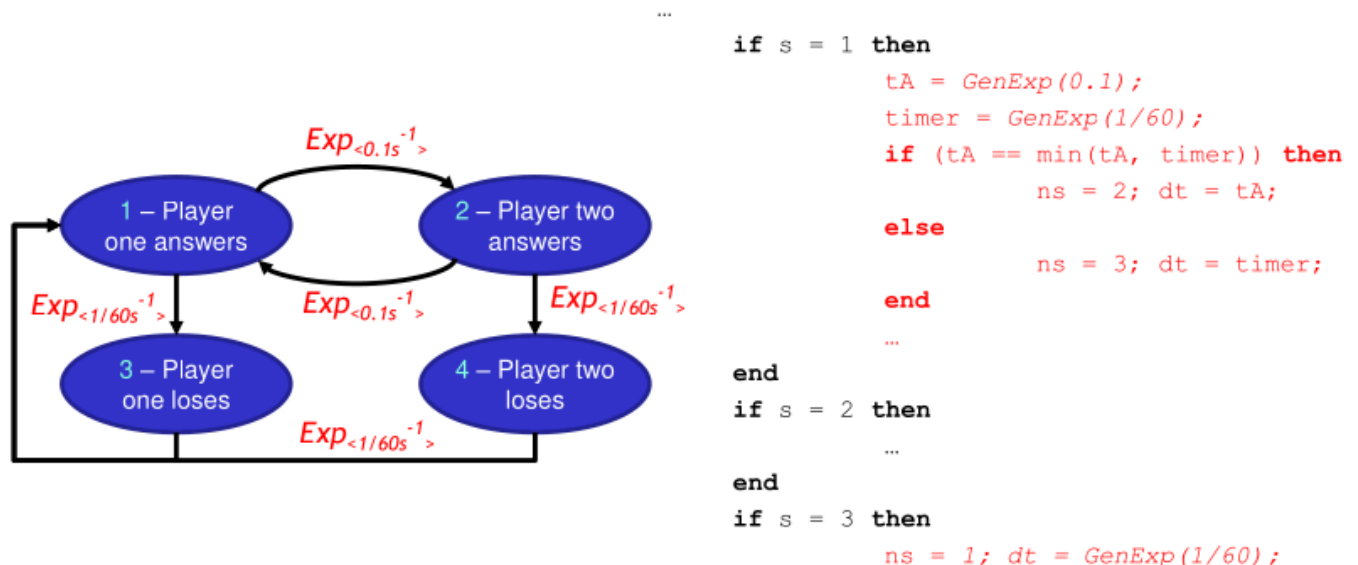 …
Exp<0.1s⁻¹>
1 – Player
one answers
2 – Player two
answers
Exp<1/60s⁻¹>
Exp<0.1s⁻¹>
Exp<1/60s⁻¹>
3 – Player
one loses
4 – Player two
loses
Exp<1/60s⁻¹>
if s = 1 then
tA = GenExp(0.1);
timer = GenExp(1/60);
if (tA == min(tA, timer)) then
ns = 2; dt = tA;
else
ns = 3; dt = timer;
end
…
end
if s = 2 then
…
end
if s = 3 then
ns = 1; dt = GenExp(1/60);